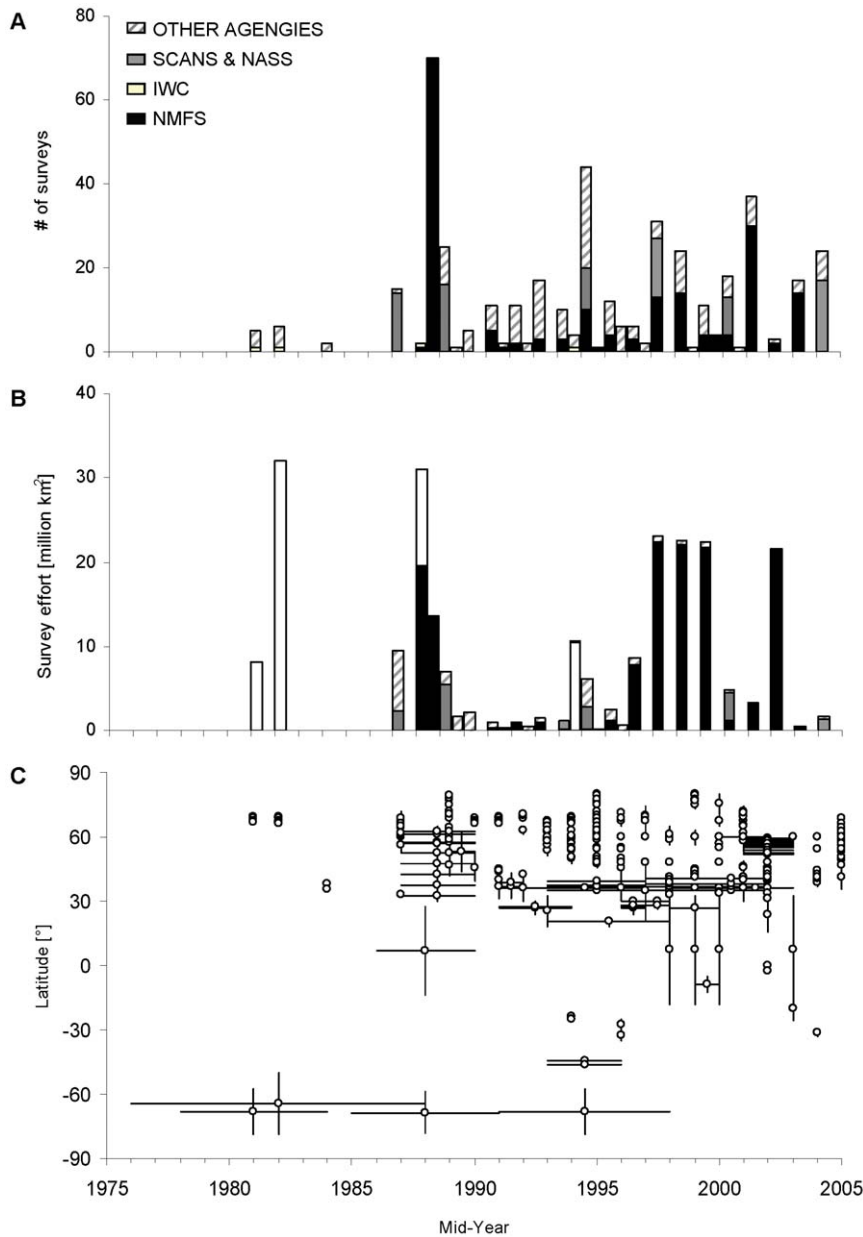 A
# of surveys
80
60
40
20
0
OTHER AGENGIES
SCANS & NASS
IWC
NMFS
B
Survey effort [million km²]
40
30
20
10
0
C
Latitude [°]
90
60
30
0
-30
-60
-90
1975 1980 1985 1990 1995 2000 2005
Mid-Year